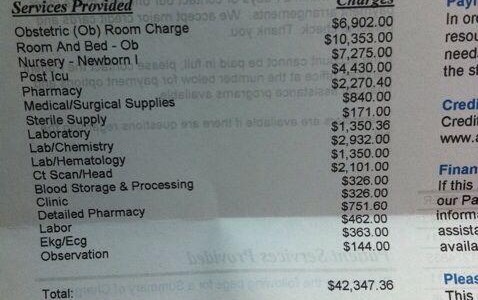 Services Provided Charges
Obstetric (Ob) Room Charge $6,902.00
Room And Bed - Ob $10,353.00
Nursery - Newborn I $7,275.00
Post Icu $4,430.00
Pharmacy $2,270.40
Medical/Surgical Supplies $840.00
Sterile Supply $171.00
Laboratory $1,350.36
Lab/Chemistry $2,932.00
Lab/Hematology $1,350.00
Ct Scan/Head $2,101.00
Blood Storage & Processing $326.00
Clinic $326.00
Detailed Pharmacy $751.60
Labor $462.00
Ekg/Ecg $363.00
Observation $144.00
Total: $42,347.36
In or
resou
need
the s
Credi
Credit
www.a
Finan
If this
our Pa
inform
assista
availa
Pleas
This